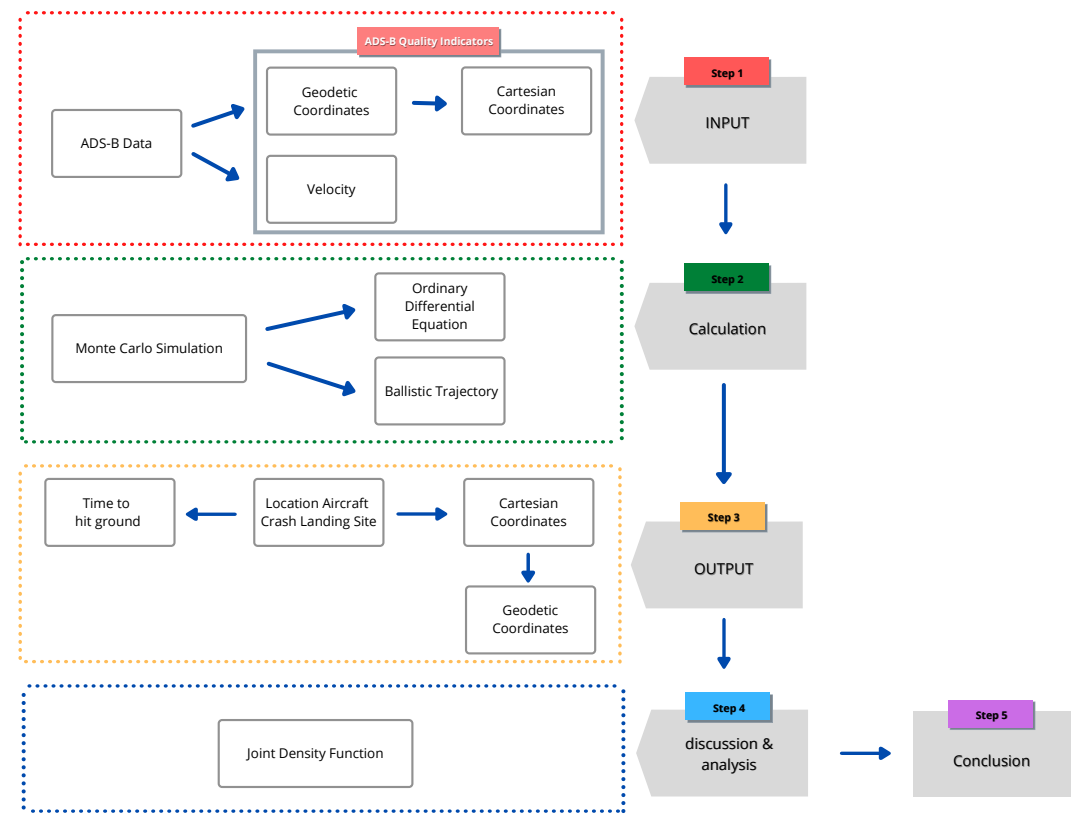 ADS-B Quality Indicators
ADS-B Data
Geodetic
Coordinates
Cartesian
Coordinates
Velocity
Step 1
INPUT
Monte Carlo Simulation
Ordinary
Differential
Equation
Ballistic Trajectory
Step 2
Calculation
Time to
hit ground
Location Aircraft
Crash Landing Site
Cartesian
Coordinates
Geodetic
Coordinates
Step 3
OUTPUT
Joint Density Function
Step 4
discussion &
analysis
Step 5
Conclusion